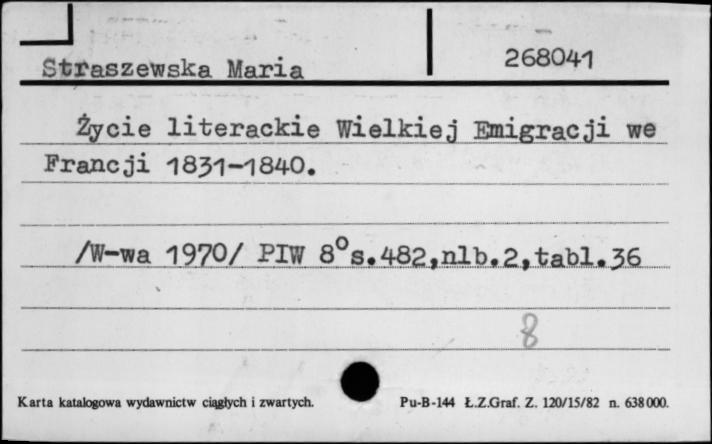 Straszewska Maria 268041
Życie literackie Wielkiej Emigracji we
Francji 1831-1840.
/W-wa 1970/ PIW 8° s.482,nlb.2,tabl.36
8
Karta katalogowa wydawnictw ciągłych i zwartych. Pu-B-144 Ł.Z.Graf. Z. 120/15/82 n. 638000.